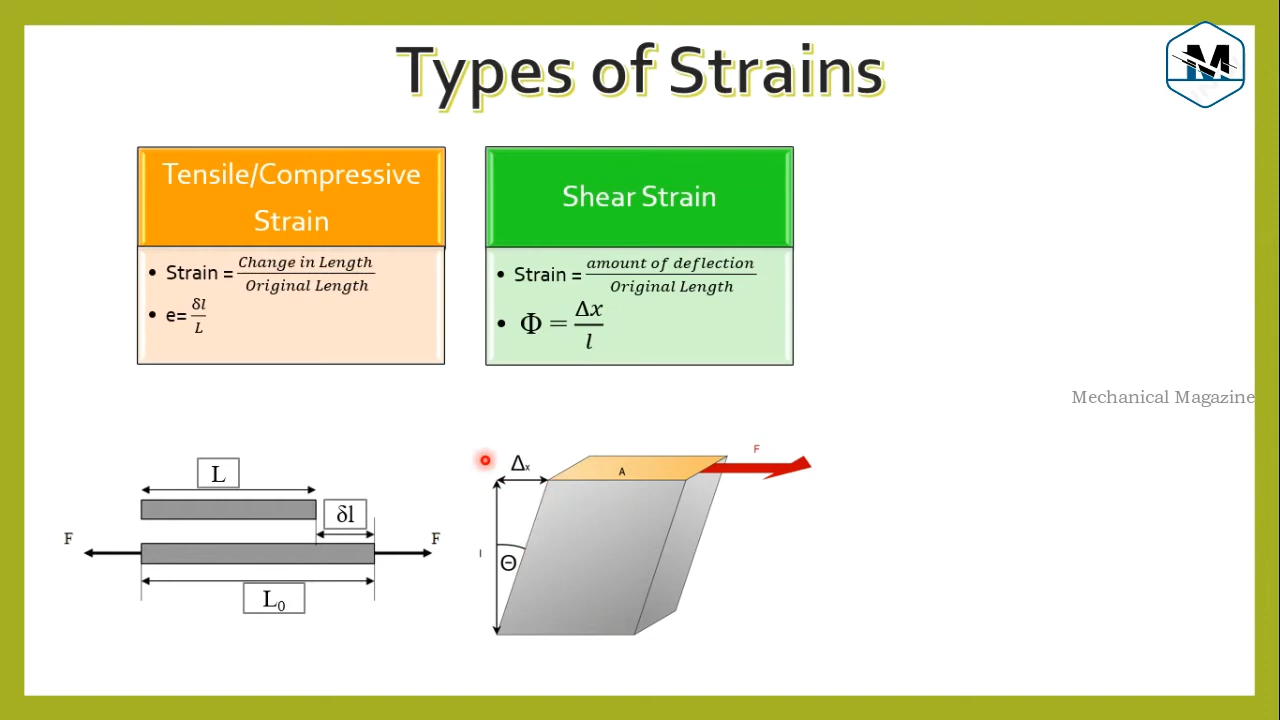 Types of Strains
M
Tensile/Compressive
Strain
• Strain = Change in Length / Original Length
• e= δl / L
Shear Strain
• Strain = amount of deflection / Original Length
• Φ = Δx / l
Mechanical Magazine
L
δl
F
F
L₀
Δx
A
F
l
Θ